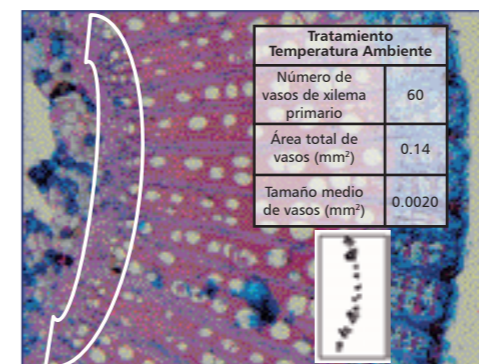 Tratamiento
Temperatura Ambiente
Número de
vasos de xilema
primario
60
Área total de
vasos (mm²)
0.14
Tamaño medio
de vasos (mm²)
0.0020